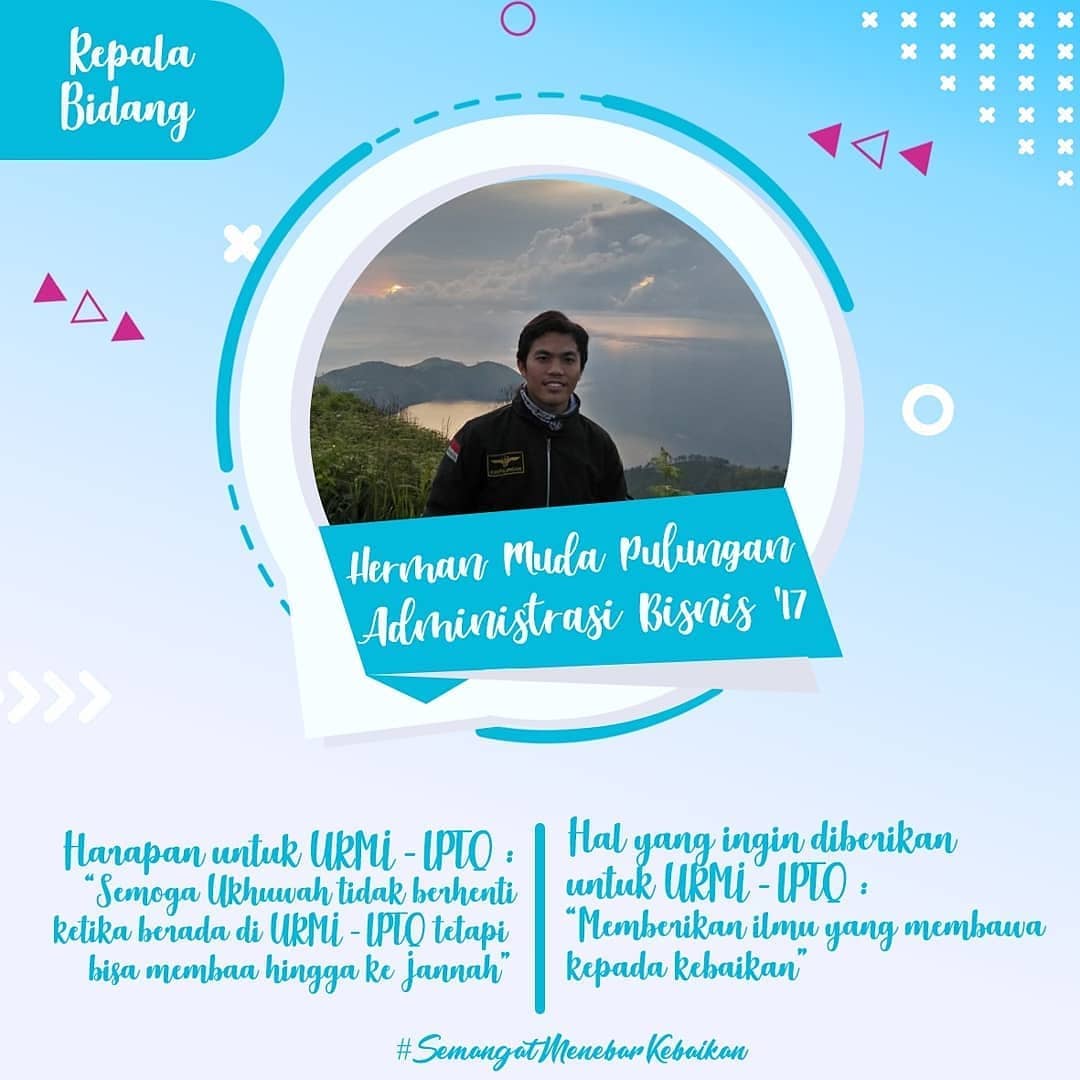 Kepala
Bidang
Herman Muda Pulungan
Administrasi Bisnis '17
Harapan untuk URMI - LPTQ :
"Semoga Ukhuwah tidak berhenti
ketika berada di URMI - LPTQ tetapi
bisa membaa hingga ke Jannah"
Hal yang ingin diberikan
untuk URMI - LPTQ :
"Memberikan ilmu yang membawa
kepada kebaikan"
#SemangatMenebarKebaikan